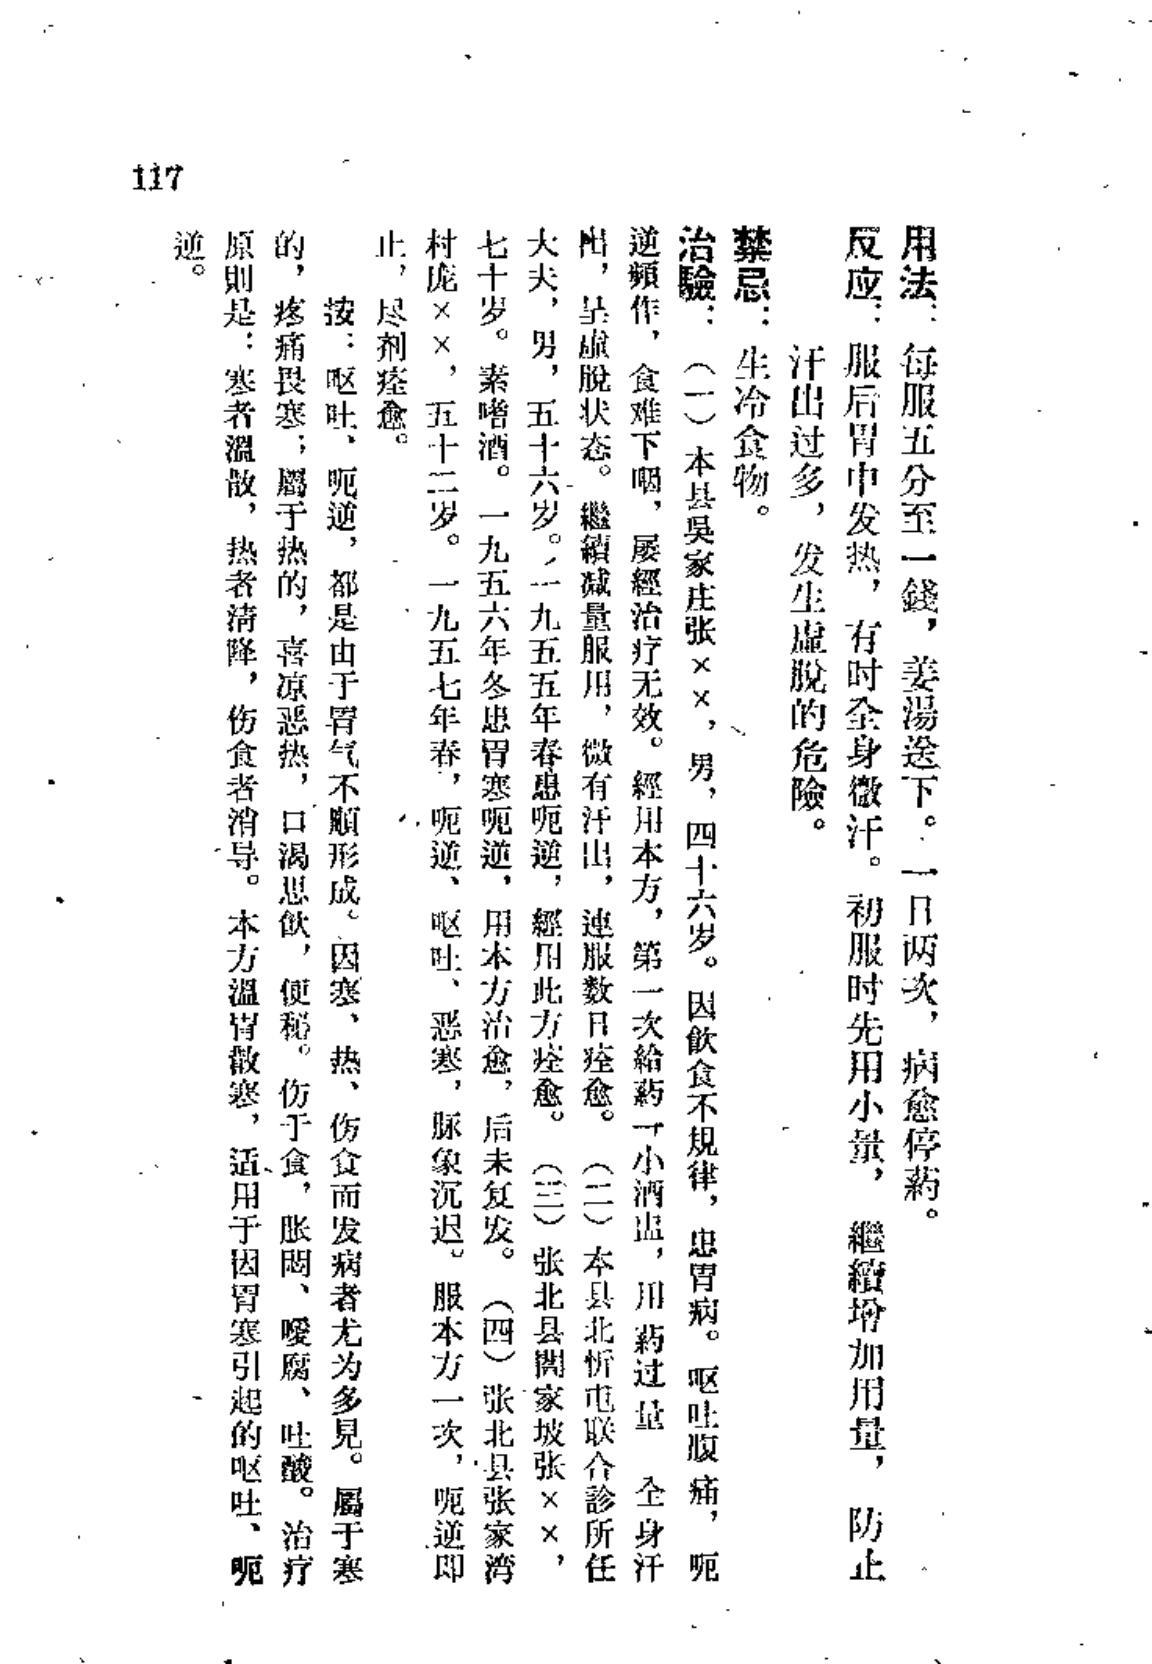 用法：每服五分至一錢，姜湯送下。一日两次，病愈停葯。
反应：服后胃中发热，有时全身微汗。初服时先用小量，繼續增加用量，防止
汗出过多，发生虚脫的危險。
禁忌：生冷食物。
治驗：（一）本县吳家庄张××，男，四十六岁。因飲食不規律，患胃病。呕吐腹痛，呃
逆頻作，食难下咽，屡經治疗无效。經用本方，第一次給葯一小酒盅，用葯过量　全身汗
出，呈虚脫状态。繼續减量服用，微有汗出，連服数日痊愈。（二）本县北忻屯联合診所任
大夫，男，五十六岁。一九五五年春患呃逆，經用此方痊愈。（三）张北县閻家坡张××，
七十岁。素嗜酒。一九五六年冬患胃寒呃逆，用本方治愈，后未复发。（四）张北县张家湾
村庞××，五十二岁。一九五七年春，呃逆、呕吐、恶寒，脉象沉迟。服本方一次，呃逆即
止，尽剂痊愈。
按：呕吐、呃逆，都是由于胃气不順形成。因寒、热、伤食而发病者尤为多見。屬于寒
的，疼痛畏寒；屬于热的，喜凉恶热，口渴思飲，便秘。伤于食，胀悶、噯腐、吐酸。治疗
原則是：寒者溫散，热者清降，伤食者消导。本方溫胃散寒，适用于因胃寒引起的呕吐、呃
逆。
117